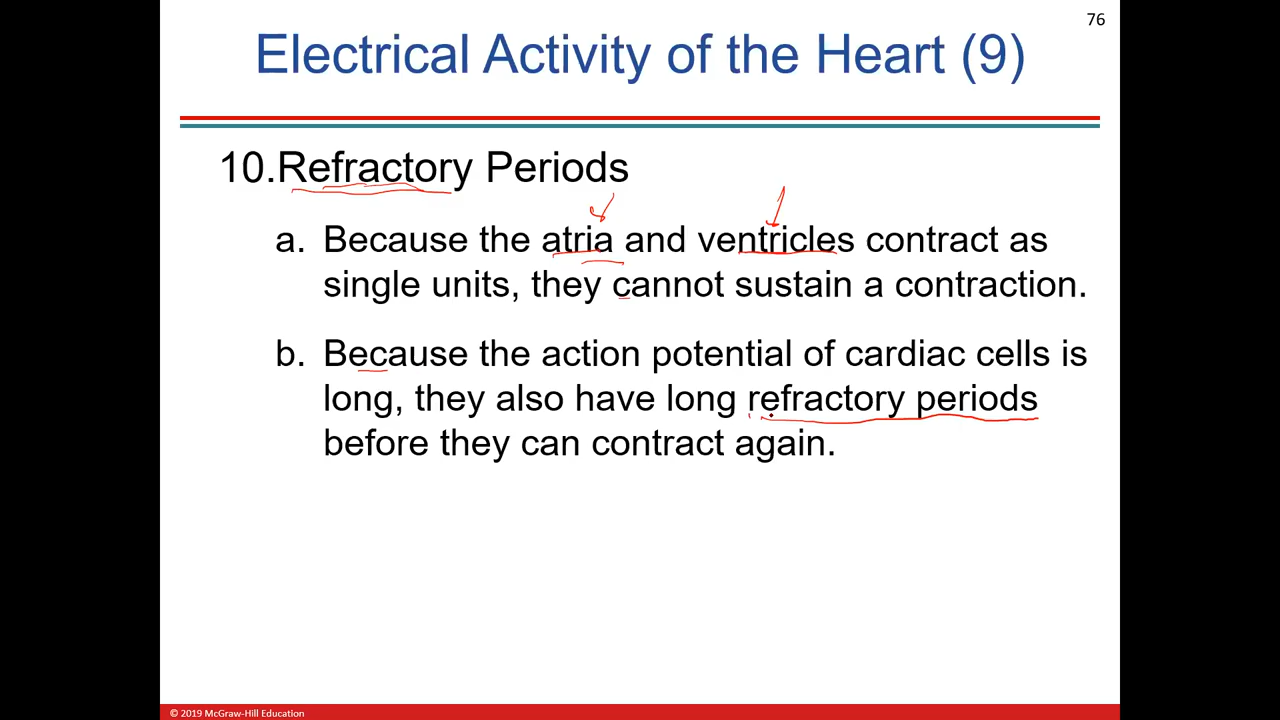 76
Electrical Activity of the Heart (9)
10.Refractory Periods
a. Because the atria and ventricles contract as
single units, they cannot sustain a contraction.
b. Because the action potential of cardiac cells is
long, they also have long refractory periods
before they can contract again.
© 2019 McGraw-Hill Education